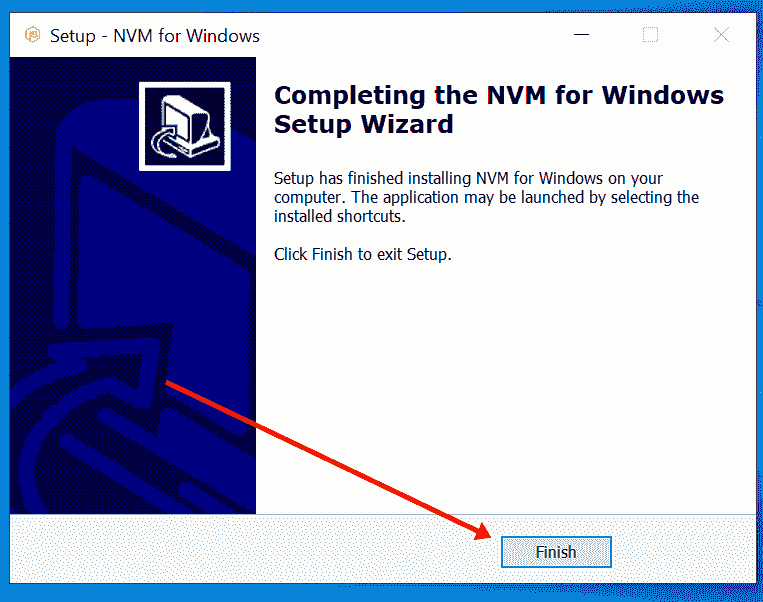 Setup - NVM for Windows
Completing the NVM for Windows
Setup Wizard
Setup has finished installing NVM for Windows on your
computer. The application may be launched by selecting the
installed shortcuts.
Click Finish to exit Setup.
Finish